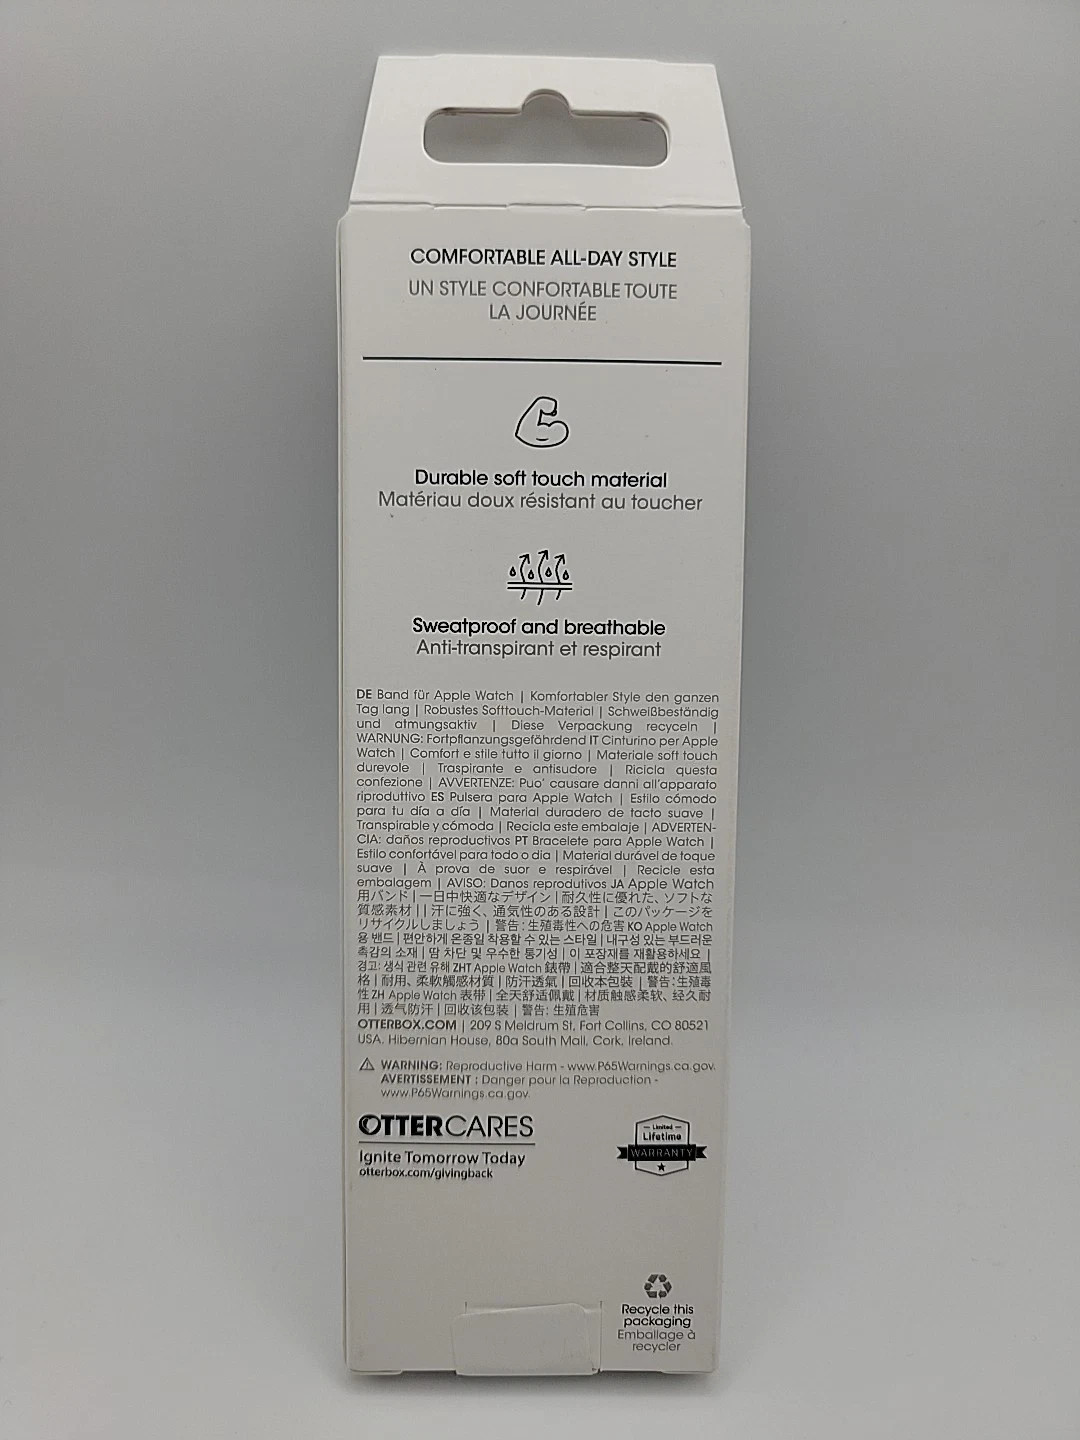 COMFORTABLE ALL-DAY STYLE
UN STYLE CONFORTABLE TOUTE
LA JOURNÉE
Durable soft touch material
Matériau doux résistant au toucher
Sweatproof and breathable
Anti-transpirant et respirant
DE Band für Apple Watch | Komfortabler Style den ganzen
Tag lang | Robustes Softtouch-Material | Schweißbeständig
und atmungsaktiv | Diese Verpackung recyceln |
WARNUNG: Fortpflanzungsgefährdend IT Cinturino per Apple
Watch | Comfort e stile tutto il giorno | Materiale soft touch
durevole | Traspirante e antisudore | Ricicla questa
confezione | AVVERTENZE: Puo' causare danni all'apparato
riproduttivo ES Pulsera para Apple Watch | Estilo cómodo
para tu día a día | Material duradero de tacto suave |
Transpirable y cómoda | Recicla este embalaje | ADVERTEN-
CIA: daños reproductivos PT Bracelete para Apple Watch |
Estilo confortável para todo o dia | Material durável de toque
suave | À prova de suor e respirável | Recicle esta
embalagem | AVISO: Danos reprodutivos JA Apple Watch
用バンド | 一日中快適なデザイン | 耐久性に優れた、ソフトな
質感素材 | | 汗に強く、通気性のある設計 | このパッケージを
リサイクルしましょう | 警告: 生殖毒性への危害 KO Apple Watch
용 밴드 | 편안하게 온종일 착용할 수 있는 스타일 | 내구성 있는 부드러운
촉감의 소재 | 땀 차단 및 우수한 통기성 | 이 포장재를 재활용하세요 |
경고: 생식 관련 유해 ZHT Apple Watch 錶帶 | 適合整天配戴的舒適風
格 | 耐用、柔軟觸感材質 | 防汗透氣 | 回收本包裝 | 警告: 生殖毒
性 ZH Apple Watch 表带 | 全天舒适佩戴 | 材质触感柔软、经久耐
用 | 透气防汗 | 回收该包装 | 警告: 生殖危害
OTTERBOX.COM | 209 S Meldrum St, Fort Collins, CO 80521
USA. Hibernian House, 80a South Mall, Cork, Ireland.
WARNING: Reproductive Harm - www.P65Warnings.ca.gov.
AVERTISSEMENT : Danger pour la Reproduction -
www.P65Warnings.ca.gov.
OTTERCARES
Ignite Tomorrow Today
otterbox.com/givingback
Limited
Lifetime
WARRANTY
Recycle this
packaging
Emballage à
recycler